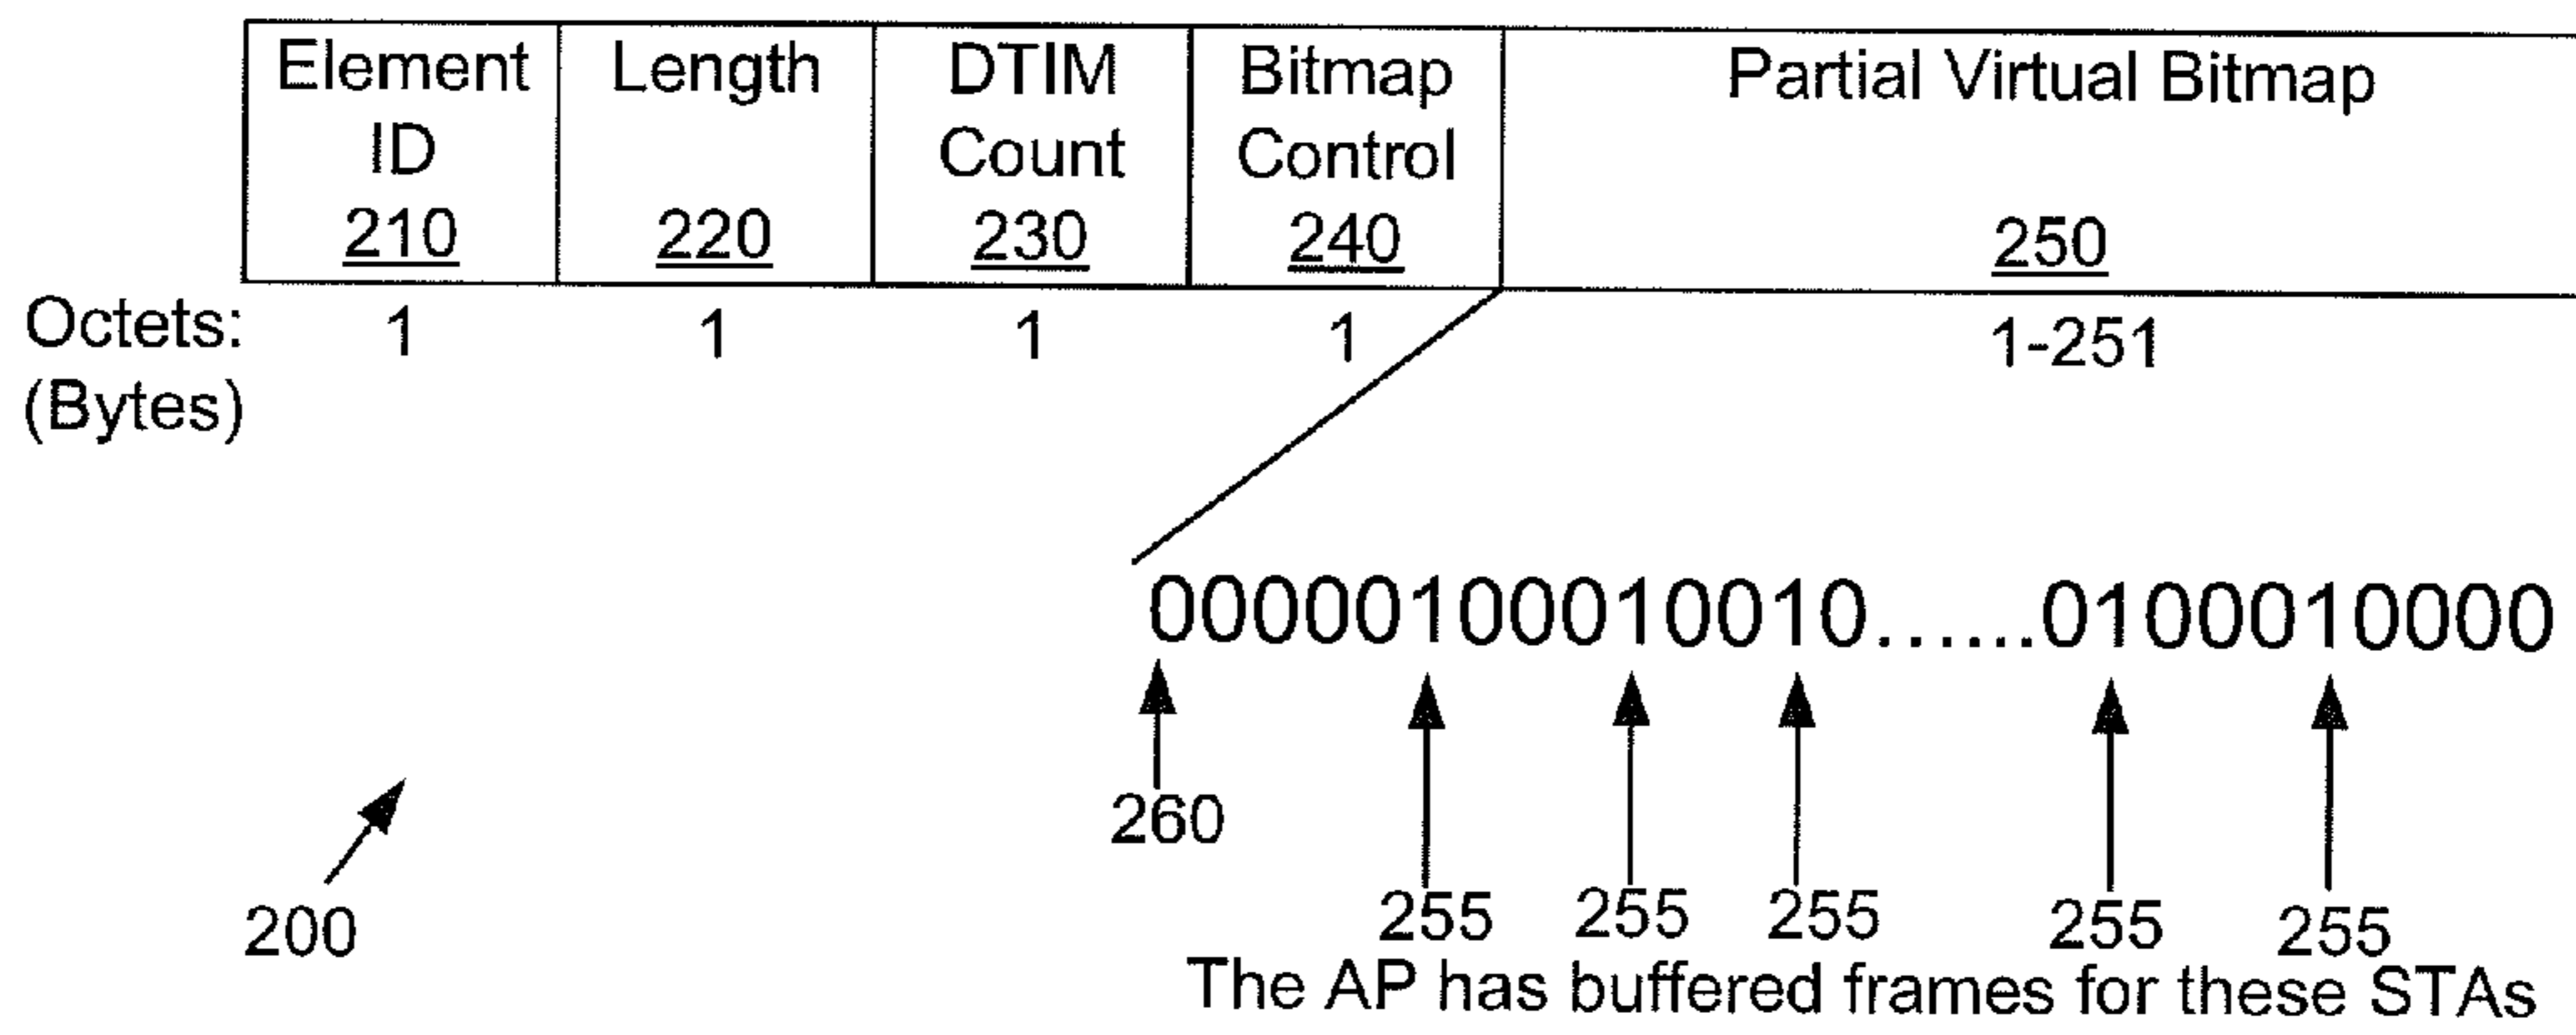 Element ID 210
Length 220
DTIM Count 230
Bitmap Control 240
Partial Virtual Bitmap 250
Octets: (Bytes)
1
1
1
1
1-251
00000100010010......0100010000
260
200
255 255 255 255 255
The AP has buffered frames for these STAs